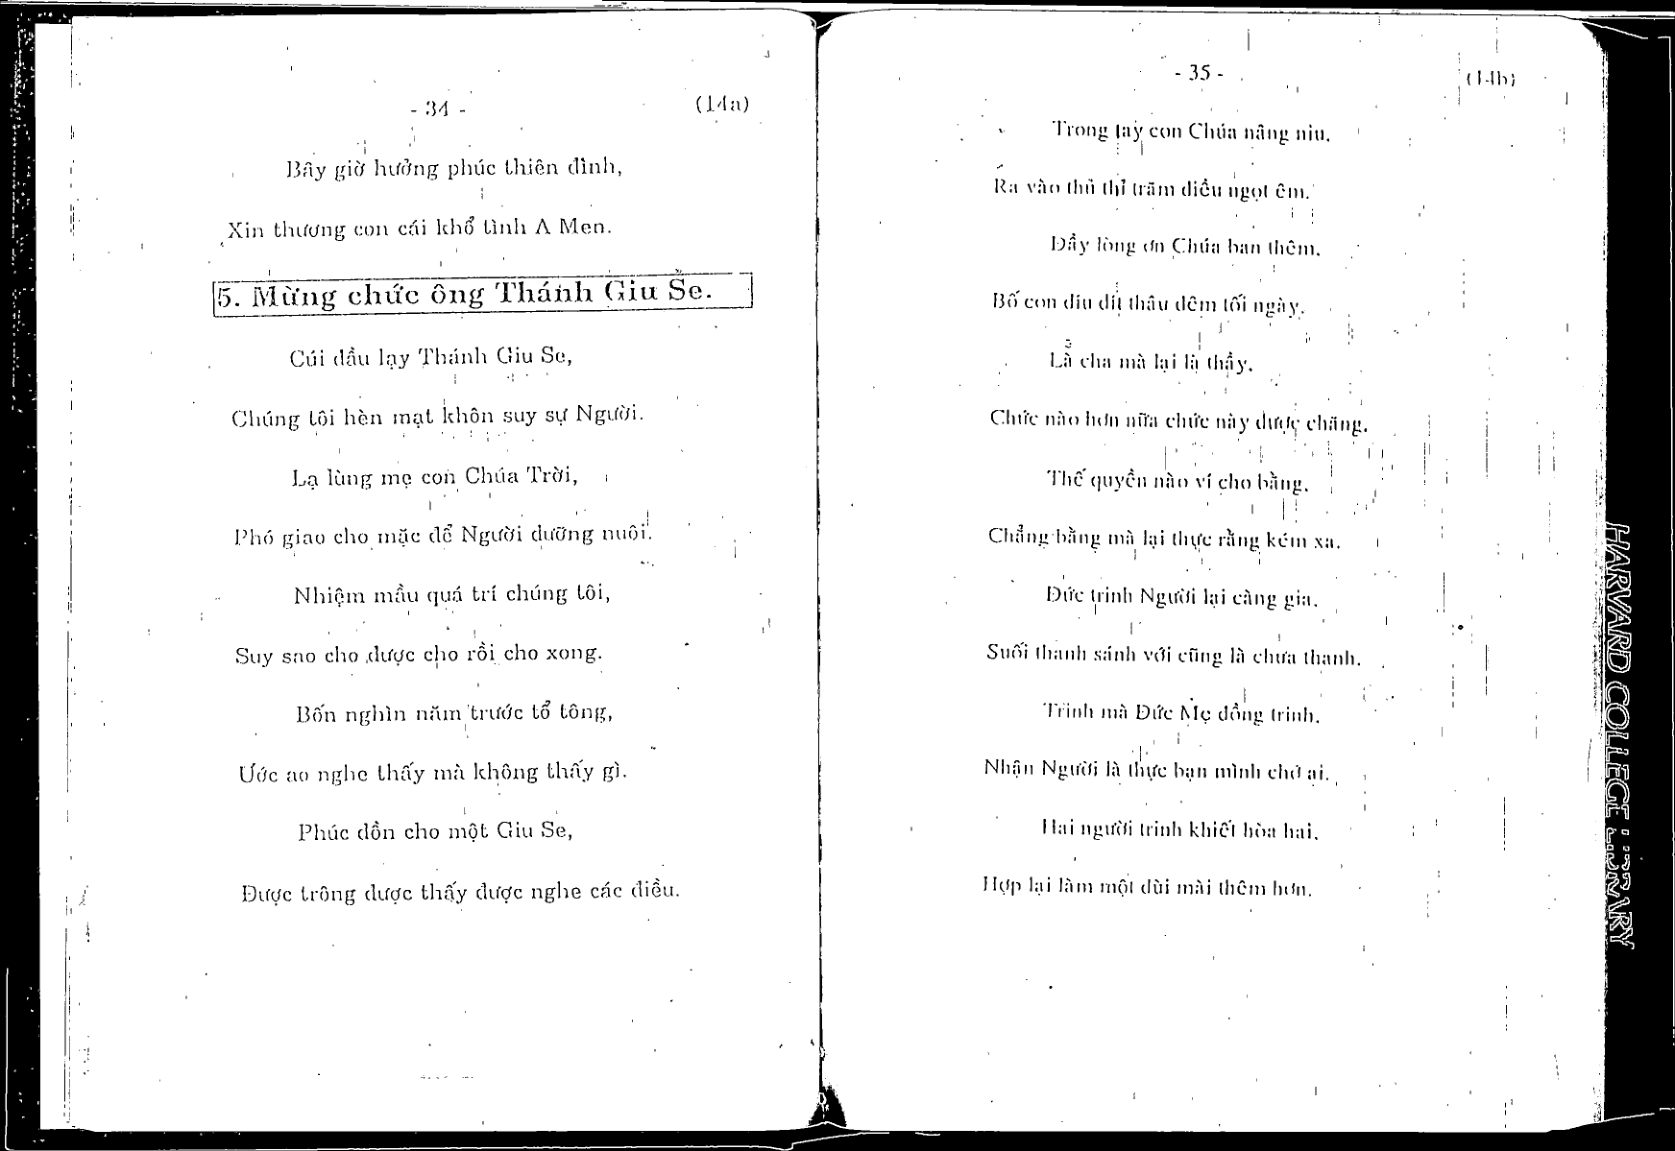 - 34 -
(14a)
Bây giờ hưởng phúc thiên đình,
Xin thương con cái khổ tình A Men.
5. Mừng chức ông Thánh Giu Se.
Cúi đầu lạy Thánh Giu Se,
Chúng tôi hèn mạt khôn suy sự Người.
Lạ lùng mẹ con Chúa Trời,
Phó giao cho mặc để Người dưỡng nuôi.
Nhiệm mầu quá trí chúng tôi,
Suy sao cho được cho rồi cho xong.
Bốn nghìn năm trước tổ tông,
Ước ao nghe thấy mà không thấy gì.
Phúc dồn cho một Giu Se,
Được trông được thấy được nghe các điều.
- 35 -
(14b)
Trong tay con Chúa nâng niu.
Ra vào thủ thỉ trăm điều ngọt êm.
Đầy lòng ơn Chúa ban thêm.
Bố con díu dít thâu đêm tối ngày.
Là cha mà lại là thầy.
Chức nào hơn nữa chức này được chăng.
Thế quyền nào ví cho bằng.
Chẳng bằng mà lại thực rằng kém xa.
Đức trinh Người lại càng gia.
Suối thanh sánh với cũng là chưa thanh.
Trinh mà Đức Mẹ đồng trinh.
Nhận Người là thực bạn mình chớ ai.
Hai người trinh khiết hòa hai.
Hợp lại làm một dùi mài thêm hơn.
HARVARD COLLEGE LIBRARY